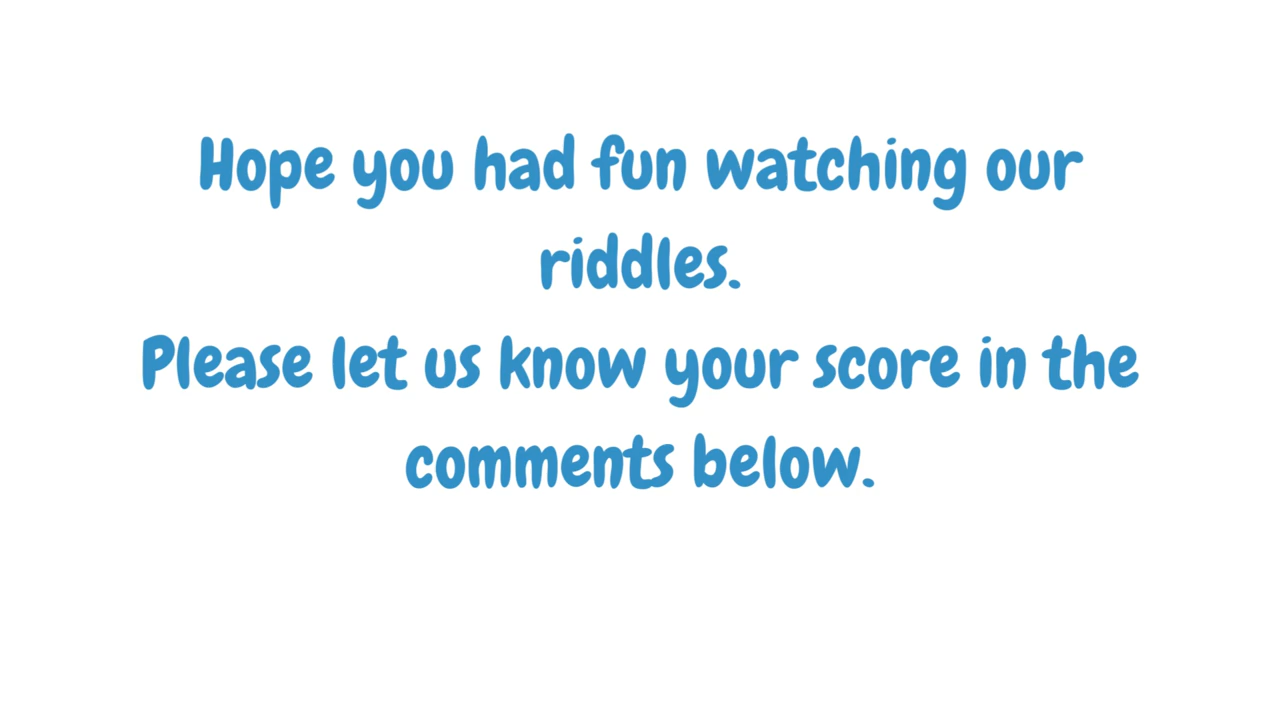 Hope you had fun watching our
riddles.
Please let us know your score in the
comments below.